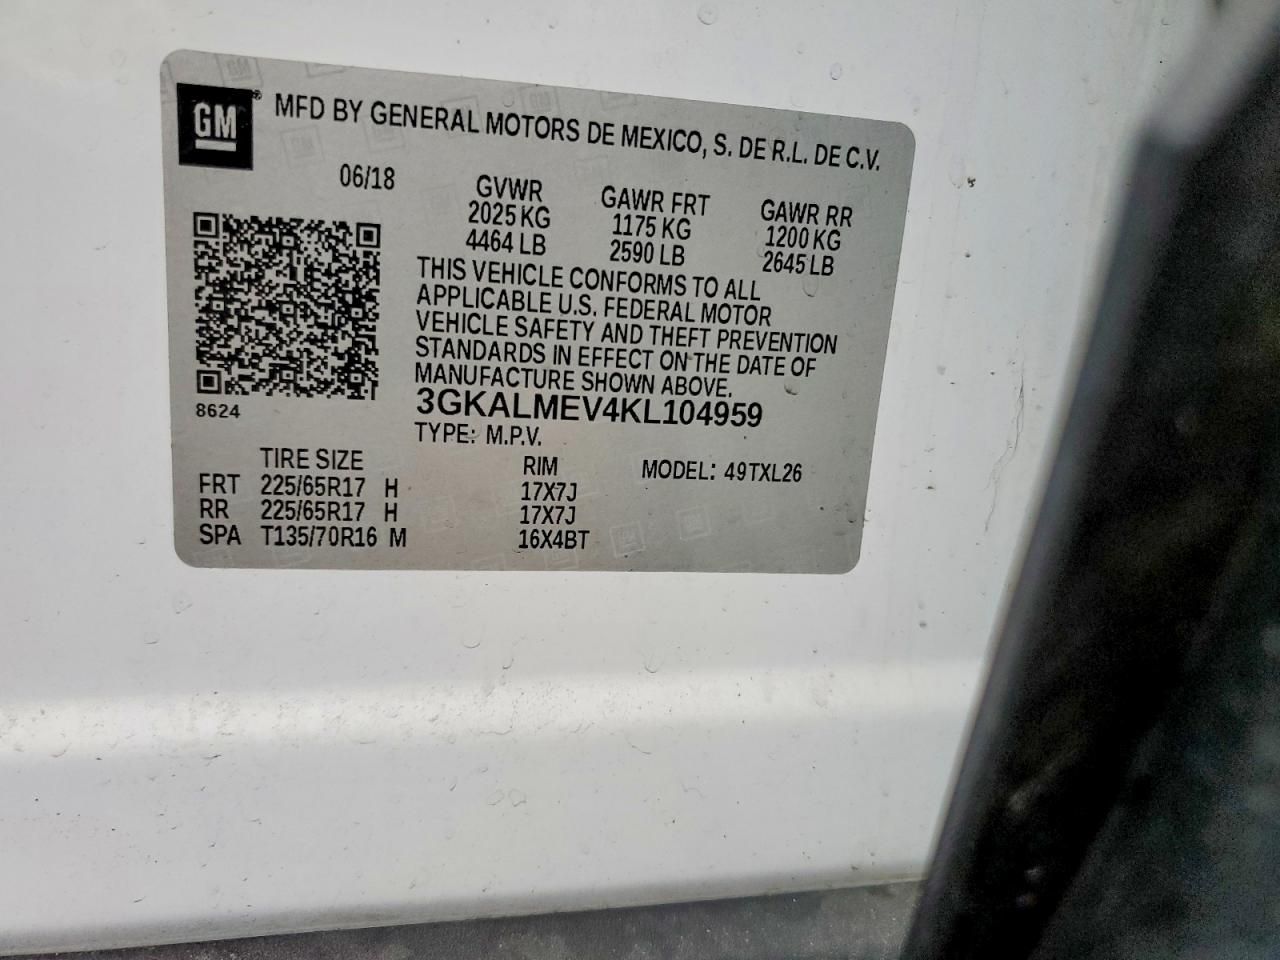 GM® MFD BY GENERAL MOTORS DE MEXICO, S. DE R.L. DE C.V.
06/18 GVWR GAWR FRT GAWR RR
2025 KG 1175 KG 1200 KG
4464 LB 2590 LB 2645 LB
THIS VEHICLE CONFORMS TO ALL
APPLICABLE U.S. FEDERAL MOTOR
VEHICLE SAFETY AND THEFT PREVENTION
STANDARDS IN EFFECT ON THE DATE OF
MANUFACTURE SHOWN ABOVE.
8624 3GKALMEV4KL104959
TYPE: M.P.V.
TIRE SIZE RIM MODEL: 49TXL26
FRT 225/65R17 H 17X7J
RR 225/65R17 H 17X7J
SPA T135/70R16 M 16X4BT